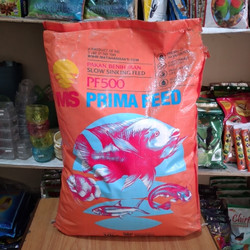 PAKAN BENIH IKAN
SLOW SINKING FEED
PF500
MS PRIMA FEED